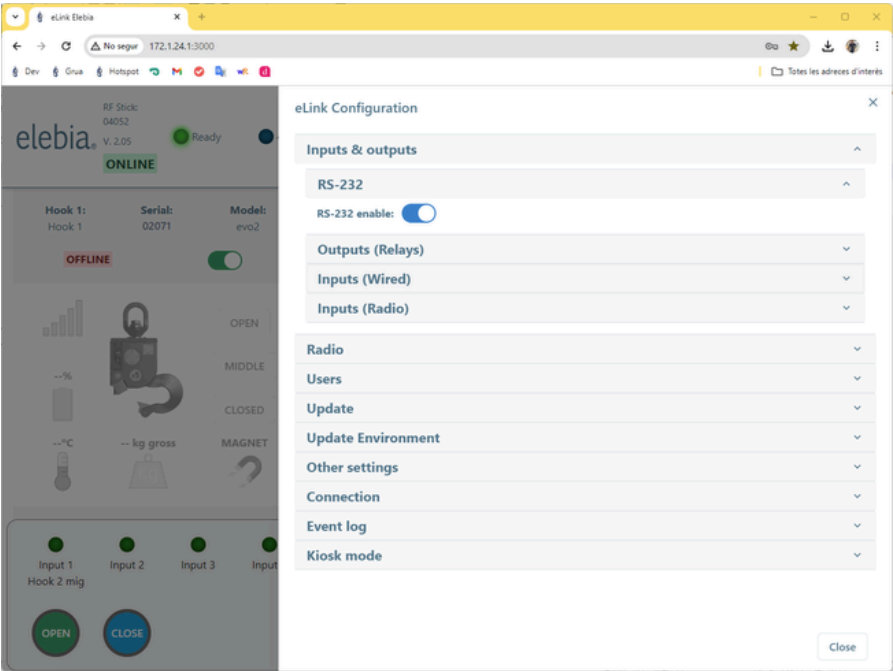 eLink Elebia
No segur 172.1.24.1:3000
Dev Grua Hotspot Totes les adreces d'interès
RF Stick:
04052
elebia® V. 2.05 Ready
ONLINE
Hook 1: Serial: Model:
Hook 1 02071 evo2
OFFLINE
OPEN
MIDDLE
--%
CLOSED
--°C -- kg gross MAGNET
Input 1 Input 2 Input 3 Input
Hook 2 mig
OPEN CLOSE
eLink Configuration
Inputs & outputs
RS-232
RS-232 enable:
Outputs (Relays)
Inputs (Wired)
Inputs (Radio)
Radio
Users
Update
Update Environment
Other settings
Connection
Event log
Kiosk mode
Close